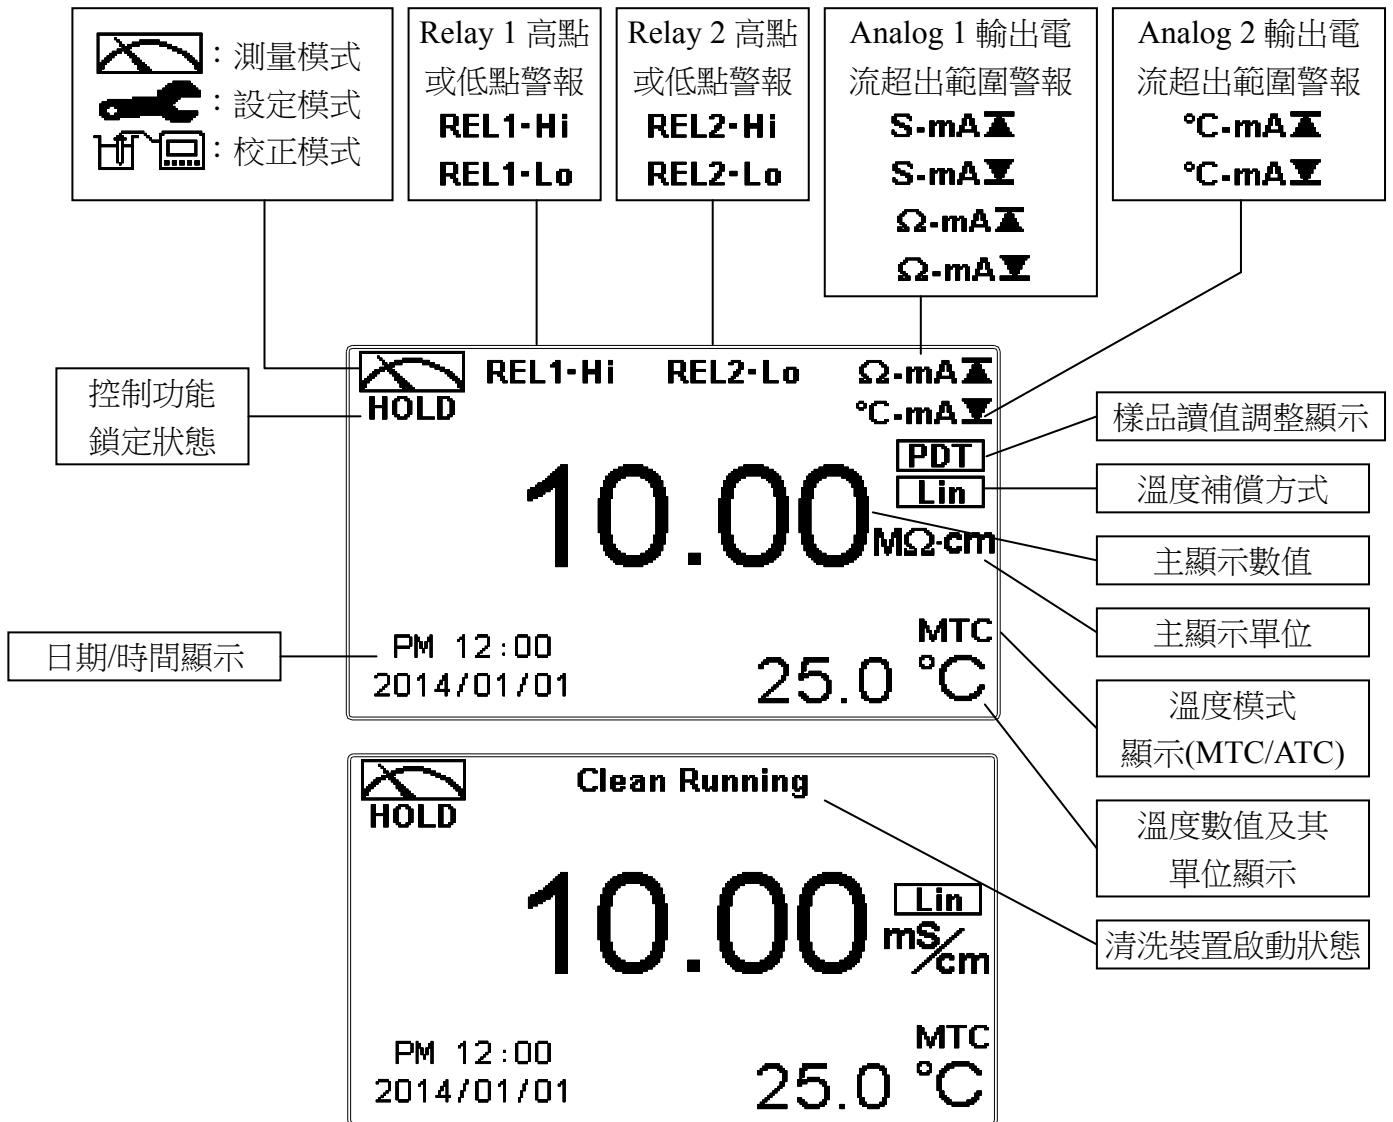 ：測量模式
：設定模式
：校正模式
Relay 1 高點
或低點警報
REL1-Hi
REL1-Lo
Relay 2 高點
或低點警報
REL2-Hi
REL2-Lo
Analog 1 輸出電
流超出範圍警報
S-mA
S-mA
Ω-mA
Ω-mA
Analog 2 輸出電
流超出範圍警報
°C-mA
°C-mA
控制功能
鎖定狀態
日期/時間顯示
HOLD
REL1-Hi
REL2-Lo
Ω-mA
°C-mA
PDT
Lin
10.00
MΩ·cm
PM 12:00
2014/01/01
MTC
25.0 °C
樣品讀值調整顯示
溫度補償方式
主顯示數值
主顯示單位
溫度模式
顯示(MTC/ATC)
溫度數值及其
單位顯示
清洗裝置啟動狀態
HOLD
Clean Running
10.00
Lin
mS/cm
PM 12:00
2014/01/01
MTC
25.0 °C